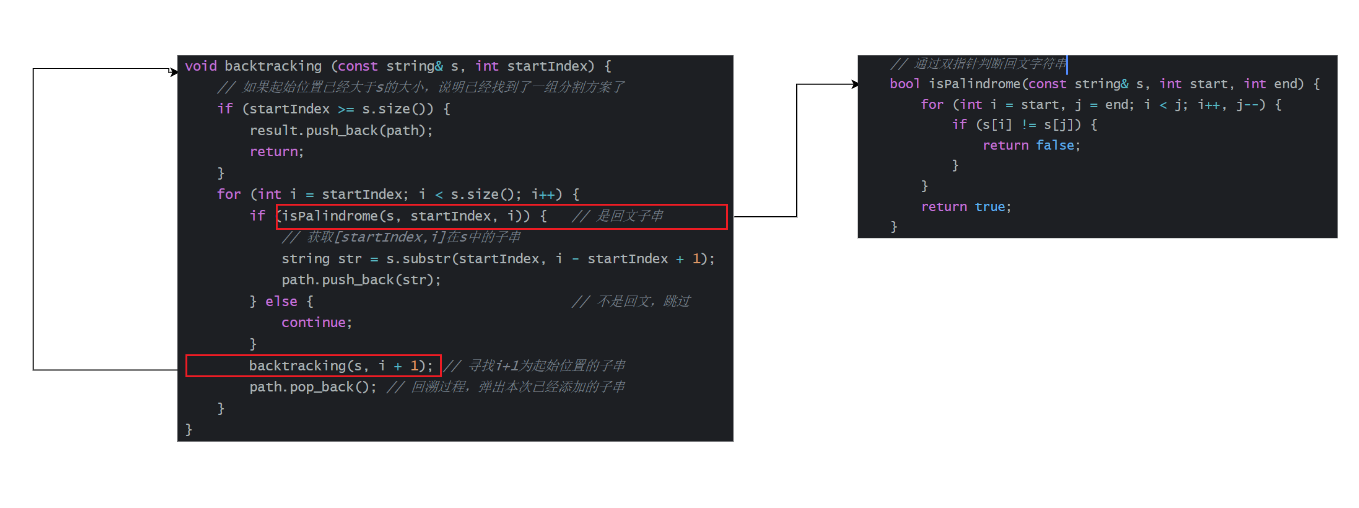 void backtracking (const string& s, int startIndex) {
    // 如果起始位置已经大于s的大小，说明已经找到了一组分割方案了
    if (startIndex >= s.size()) {
        result.push_back(path);
        return;
    }
    for (int i = startIndex; i < s.size(); i++) {
        if (isPalindrome(s, startIndex, i)) {   // 是回文子串
            // 获取[startIndex,i]在s中的子串
            string str = s.substr(startIndex, i - startIndex + 1);
            path.push_back(str);
        } else {                                // 不是回文，跳过
            continue;
        }
        backtracking(s, i + 1); // 寻找i+1为起始位置的子串
        path.pop_back(); // 回溯过程，弹出本次已经添加的子串
    }
}
// 通过双指针判断回文字符串
bool isPalindrome(const string& s, int start, int end) {
    for (int i = start, j = end; i < j; i++, j--) {
        if (s[i] != s[j]) {
            return false;
        }
    }
    return true;
}